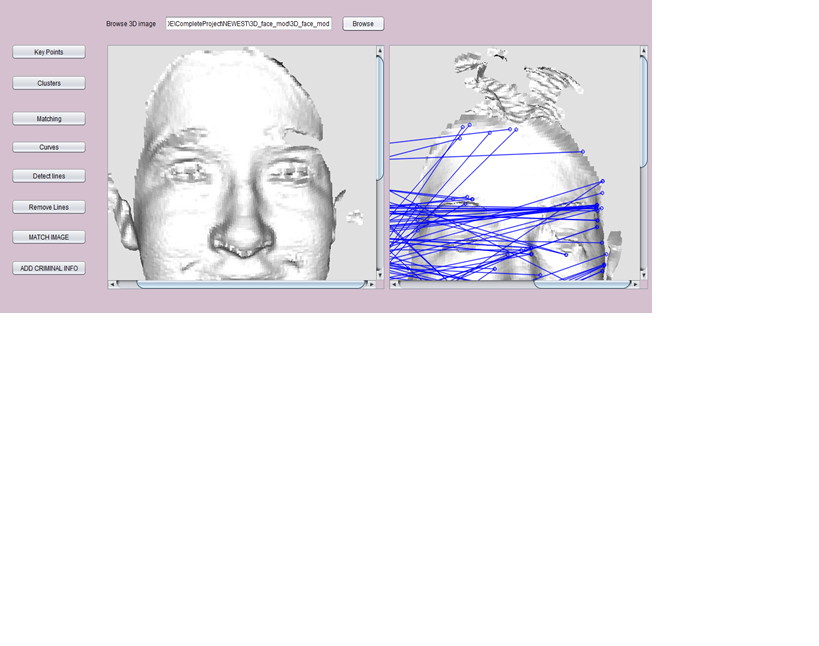 Browse 3D image
:\E\CompleteProject\NEWEST\3D_face_mod\3D_face_mod
Browse
Key Points
Clusters
Matching
Curves
Detect lines
Remove Lines
MATCH IMAGE
ADD CRIMINAL INFO